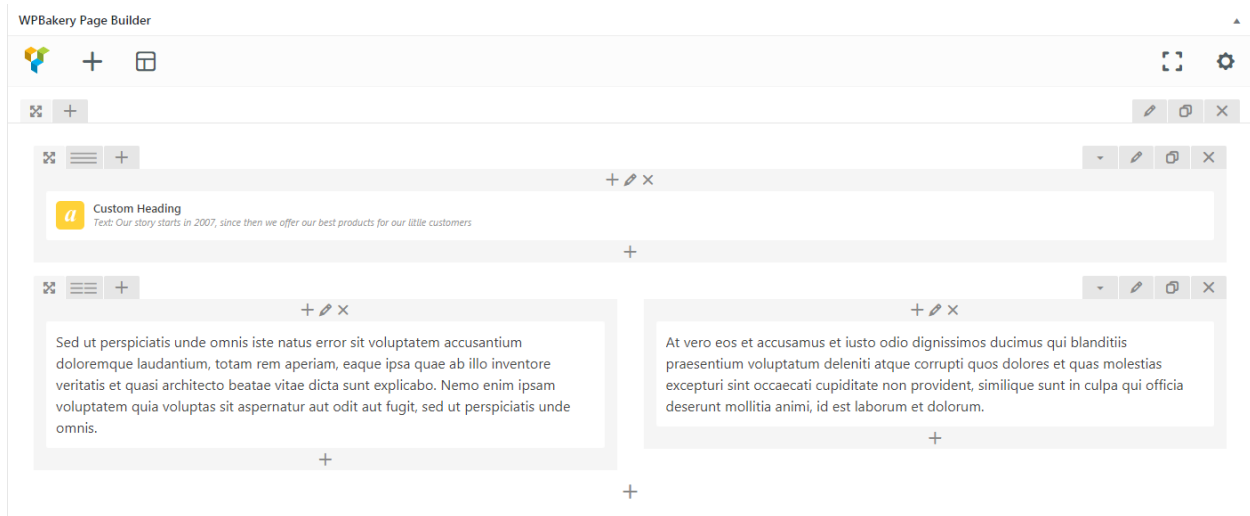 WPBakery Page Builder
Custom Heading
Text: Our story starts in 2007, since then we offer our best products for our little customers
Sed ut perspiciatis unde omnis iste natus error sit voluptatem accusantium
doloremque laudantium, totam rem aperiam, eaque ipsa quae ab illo inventore
veritatis et quasi architecto beatae vitae dicta sunt explicabo. Nemo enim ipsam
voluptatem quia voluptas sit aspernatur aut odit aut fugit, sed ut perspiciatis unde
omnis.
At vero eos et accusamus et iusto odio dignissimos ducimus qui blanditiis
praesentium voluptatum deleniti atque corrupti quos dolores et quas molestias
excepturi sint occaecati cupiditate non provident, similique sunt in culpa qui officia
deserunt mollitia animi, id est laborum et dolorum.